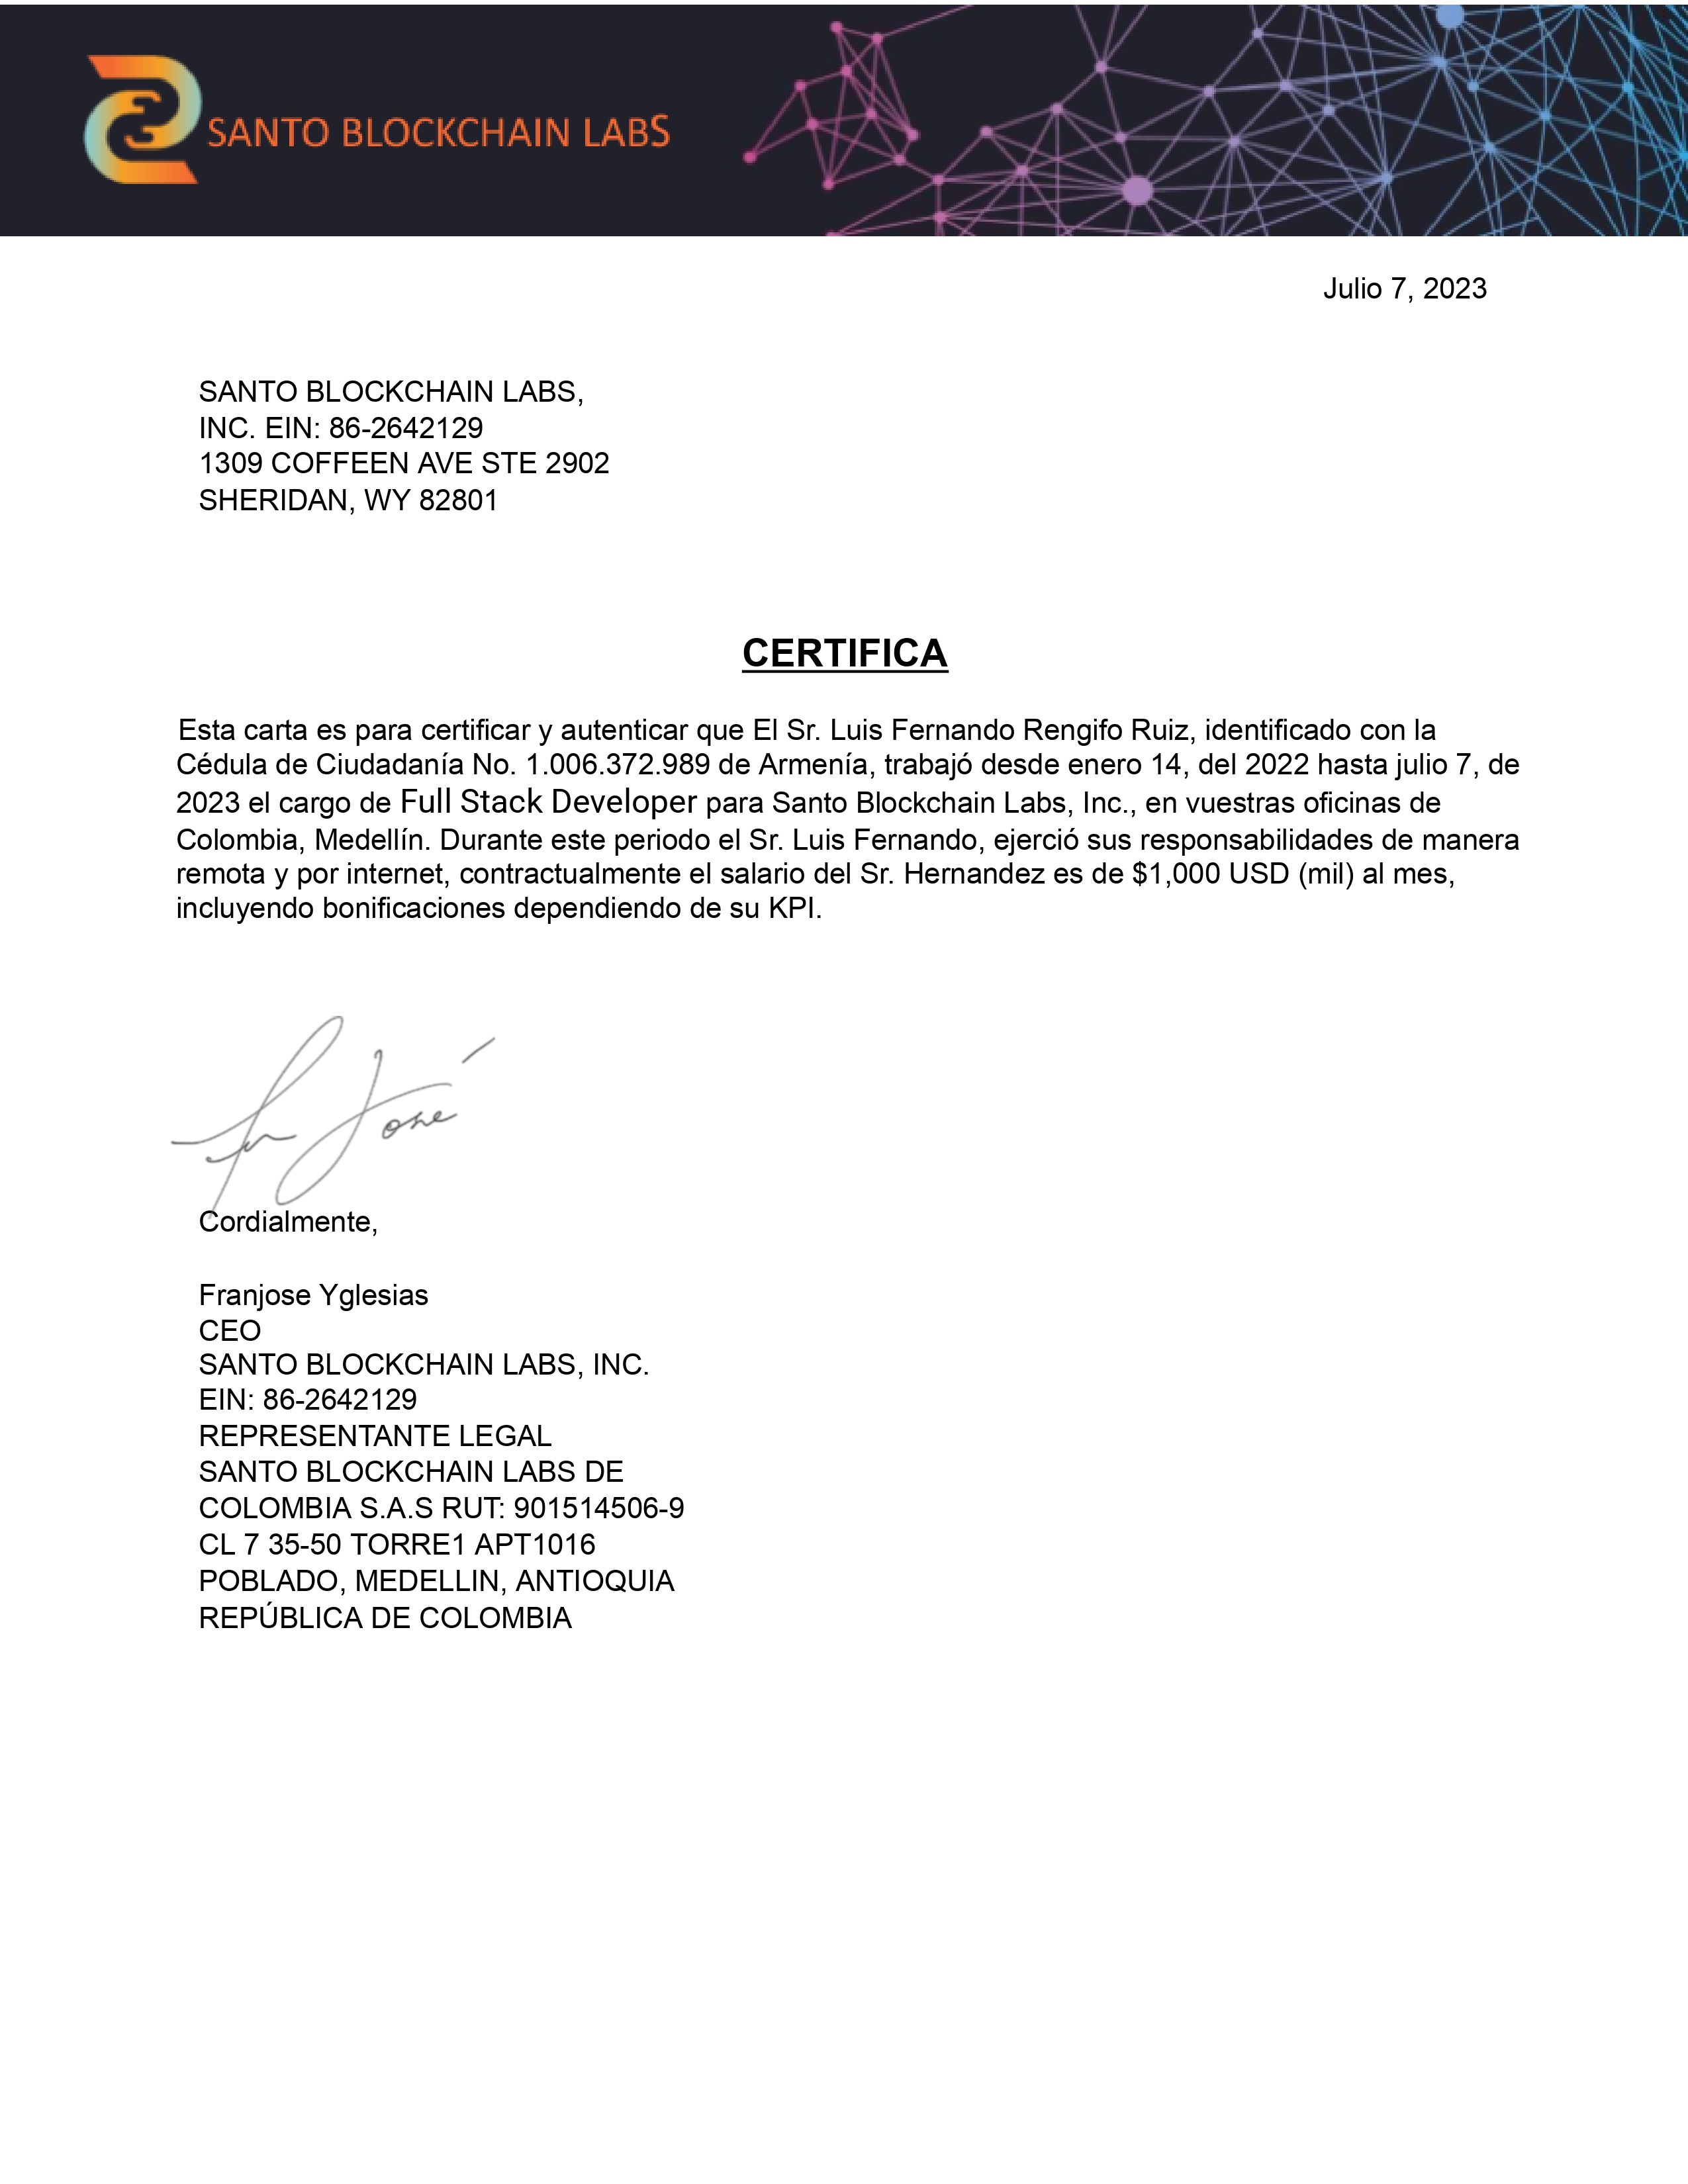 SANTO BLOCKCHAIN LABS
Julio 7, 2023
SANTO BLOCKCHAIN LABS,
INC. EIN: 86-2642129
1309 COFFEEN AVE STE 2902
SHERIDAN, WY 82801
CERTIFICA
Esta carta es para certificar y autenticar que El Sr. Luis Fernando Rengifo Ruiz, identificado con la
Cédula de Ciudadanía No. 1.006.372.989 de Armenía, trabajó desde enero 14, del 2022 hasta julio 7, de
2023 el cargo de Full Stack Developer para Santo Blockchain Labs, Inc., en vuestras oficinas de
Colombia, Medellín. Durante este periodo el Sr. Luis Fernando, ejerció sus responsabilidades de manera
remota y por internet, contractualmente el salario del Sr. Hernandez es de $1,000 USD (mil) al mes,
incluyendo bonificaciones dependiendo de su KPI.
Fran José
Cordialmente,
Franjose Yglesias
CEO
SANTO BLOCKCHAIN LABS, INC.
EIN: 86-2642129
REPRESENTANTE LEGAL
SANTO BLOCKCHAIN LABS DE
COLOMBIA S.A.S RUT: 901514506-9
CL 7 35-50 TORRE1 APT1016
POBLADO, MEDELLIN, ANTIOQUIA
REPÚBLICA DE COLOMBIA